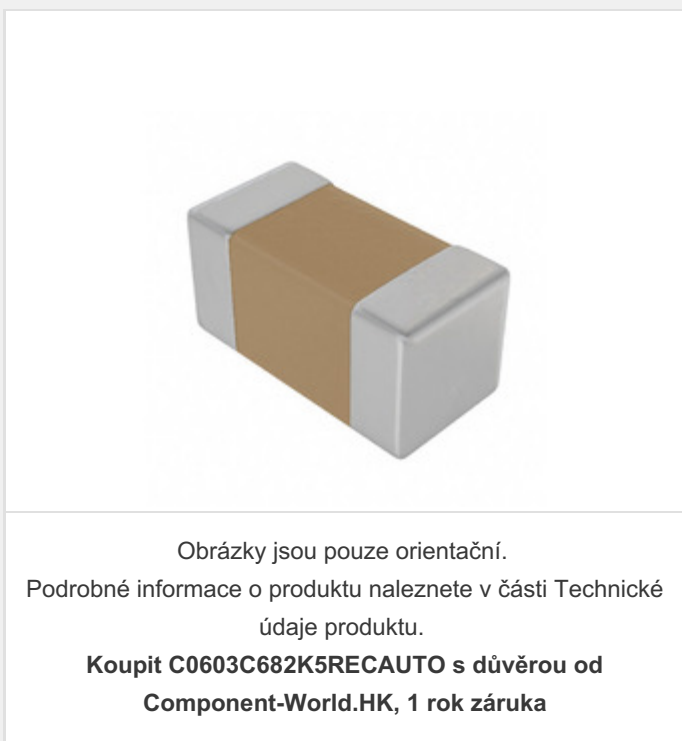 Obrázky jsou pouze orientační.
Podrobné informace o produktu naleznete v části Technické
údaje produktu.
Koupit C0603C682K5RECAUTO s důvěrou od
Component-World.HK, 1 rok záruka